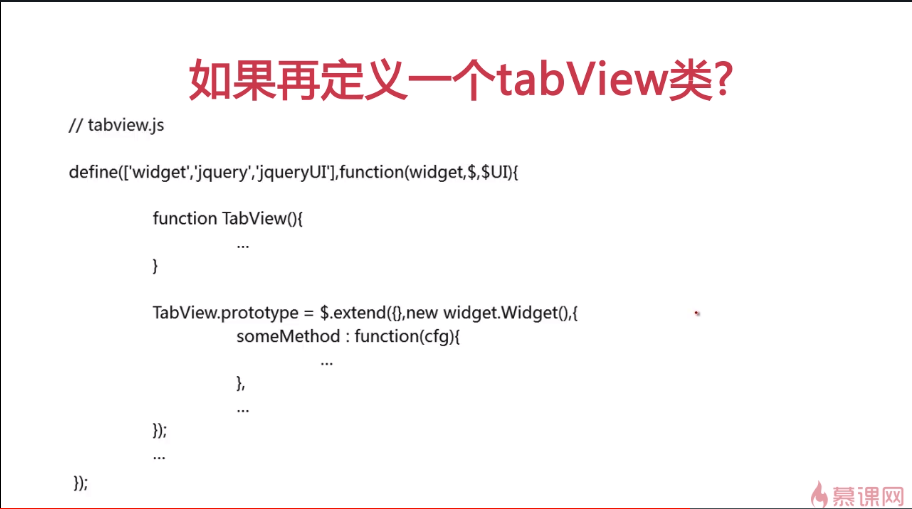 如果再定义一个tabView类?
// tabview.js
define(['widget','jquery','jqueryUI'],function(widget,$,$UI){
function TabView(){
...
}
TabView.prototype = $.extend({},new widget.Widget(),{
someMethod : function(cfg){
...
},
...
});
...
});
慕课网